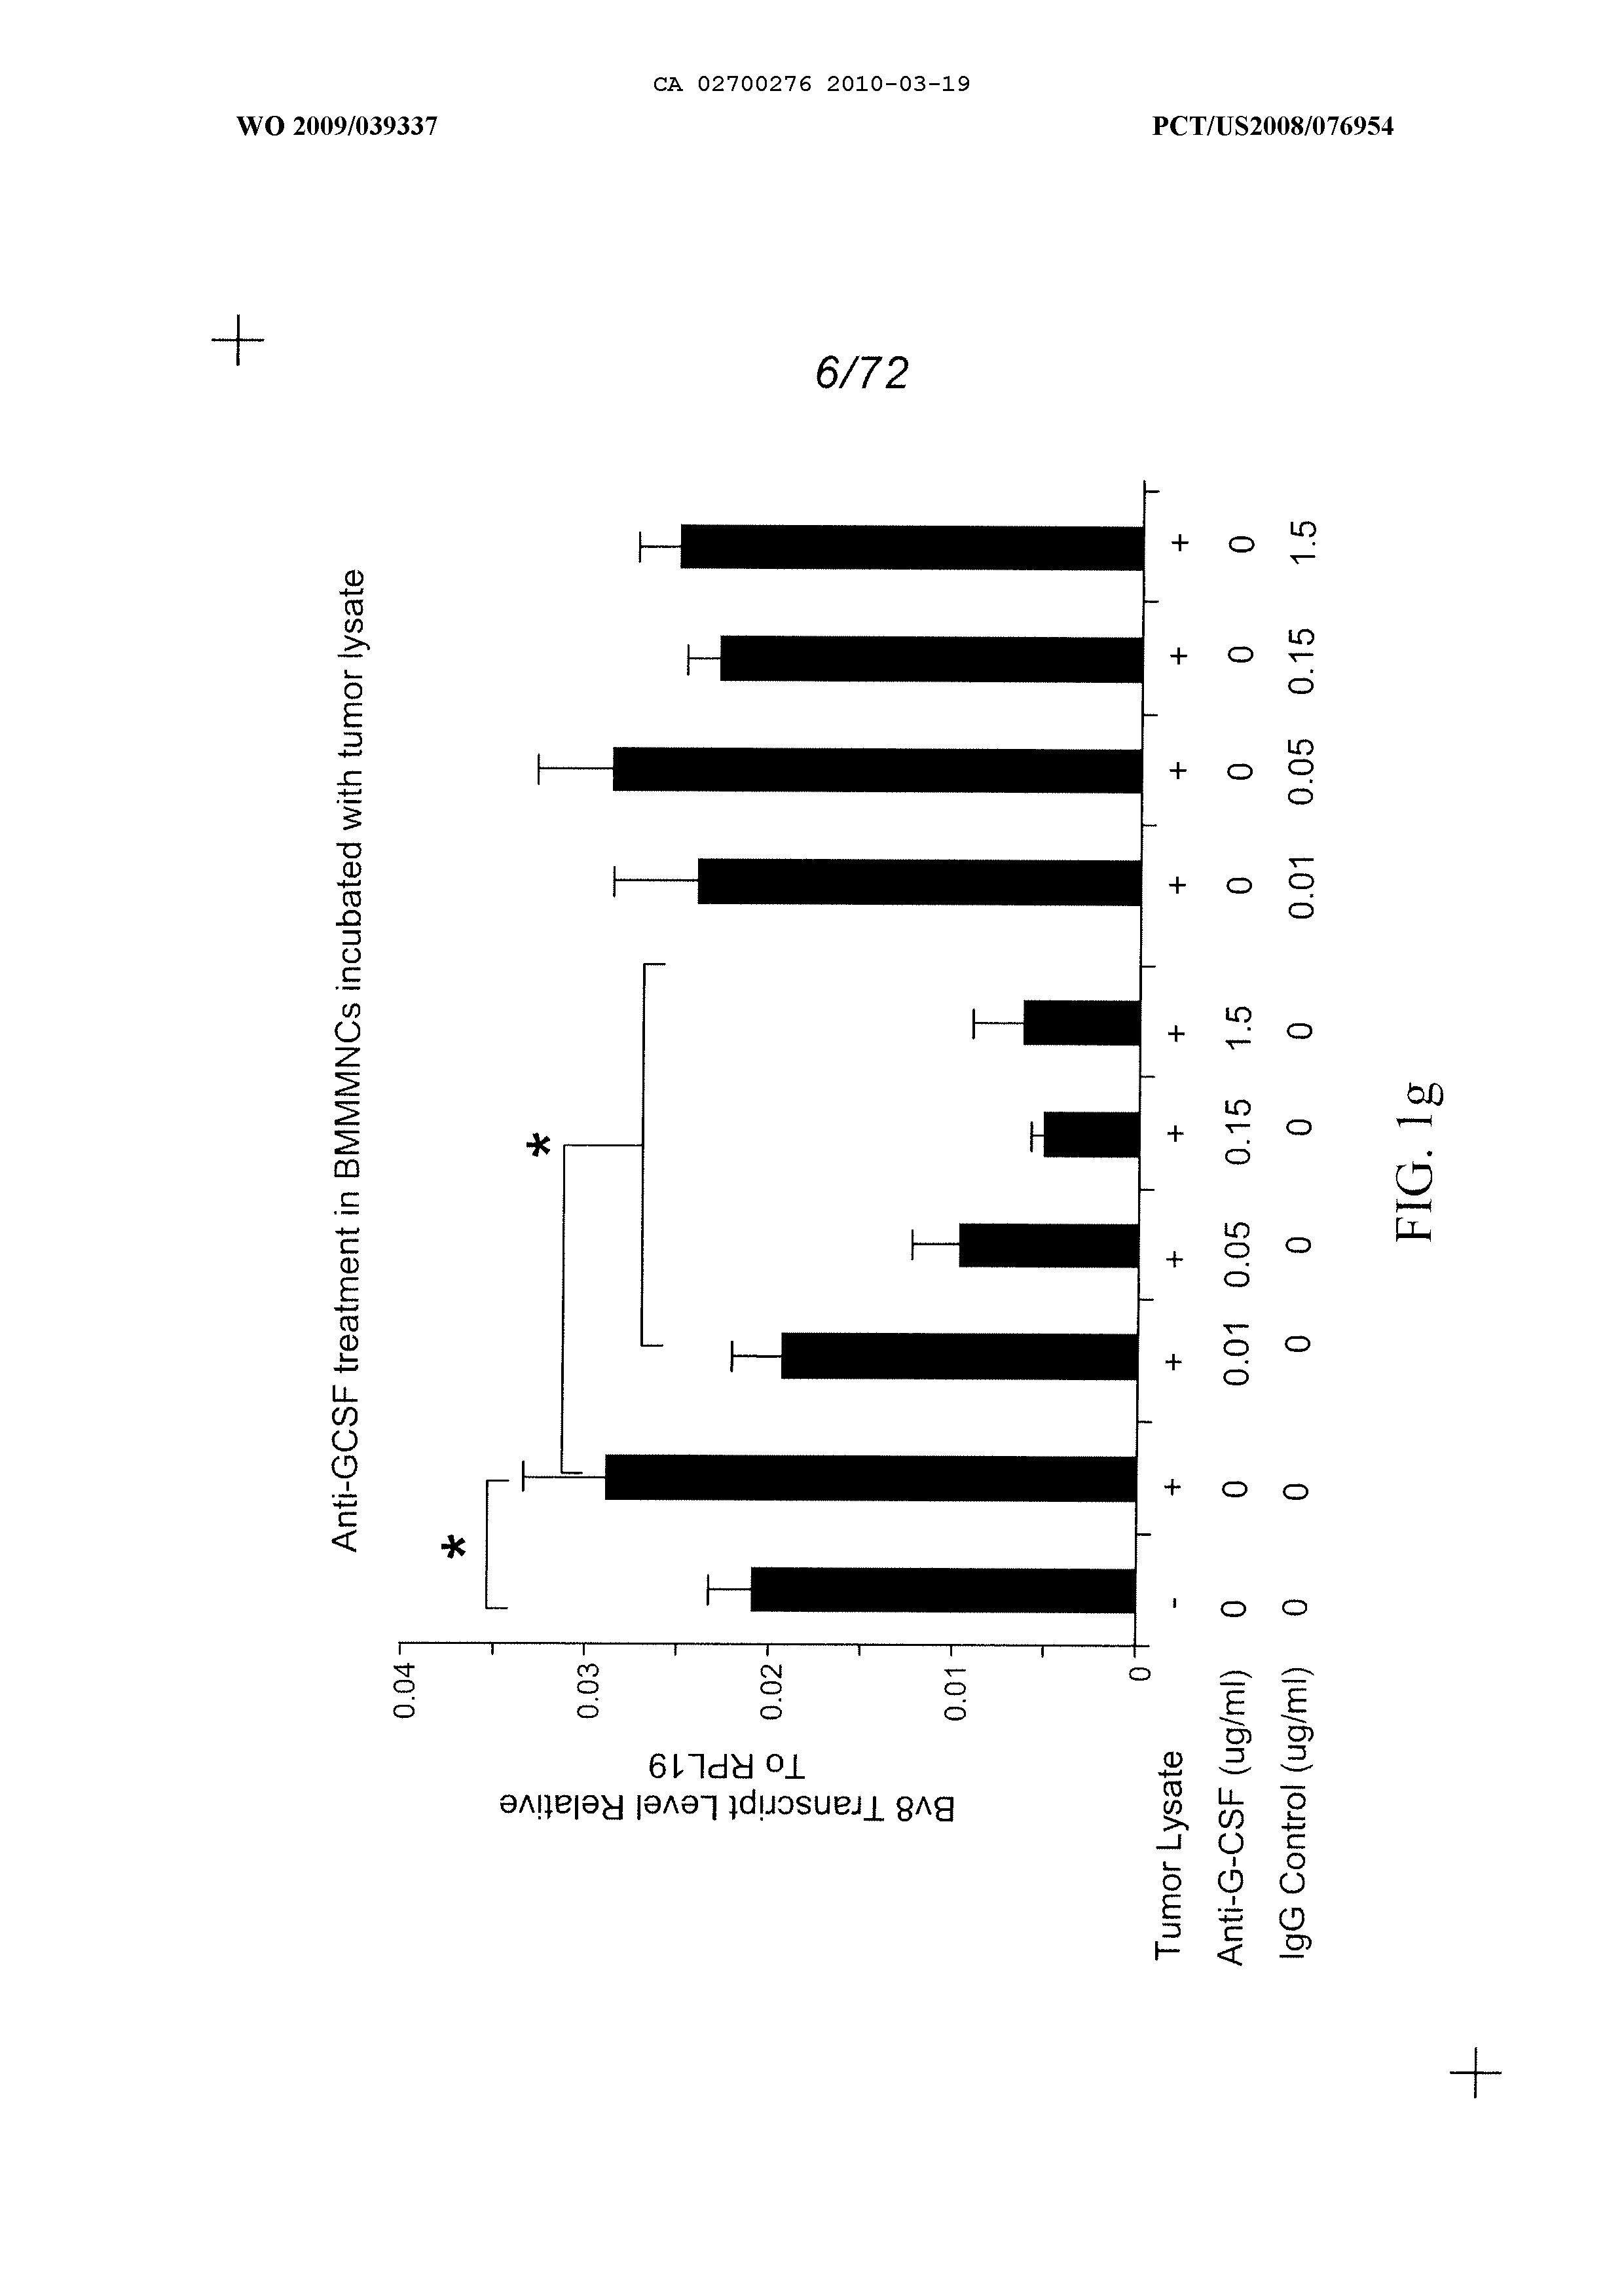 CA 02700276 2010-03-19
WO 2009/039337 PCT/US2008/076954
6/72
Anti-GCSF treatment in BMMMNCs incubated with tumor lysate
Bv8 Transcript Level Relative
To RPL19
0.04
0.03
0.02
0.01
0
*
*
Tumor Lysate - + + + + + + + + +
Anti-G-CSF (ug/ml) 0 0 0.01 0.05 0.15 1.5 0 0 0 0
IgG Control (ug/ml) 0 0 0 0 0 0 0.01 0.05 0.15 1.5
FIG. 1g